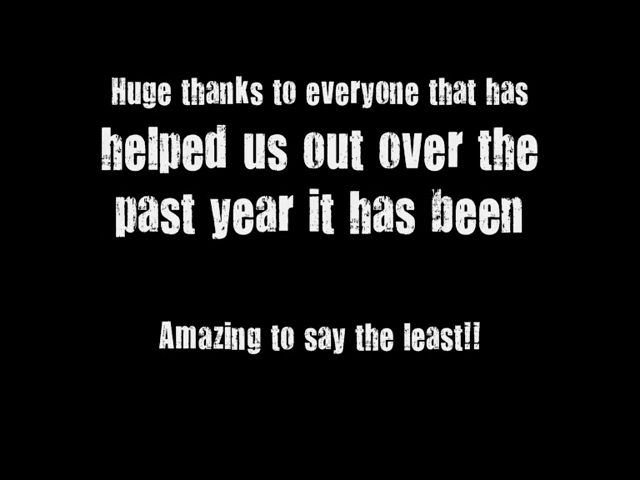 Huge thanks to everyone that has
helped us out over the
past year it has been
Amazing to say the least!!